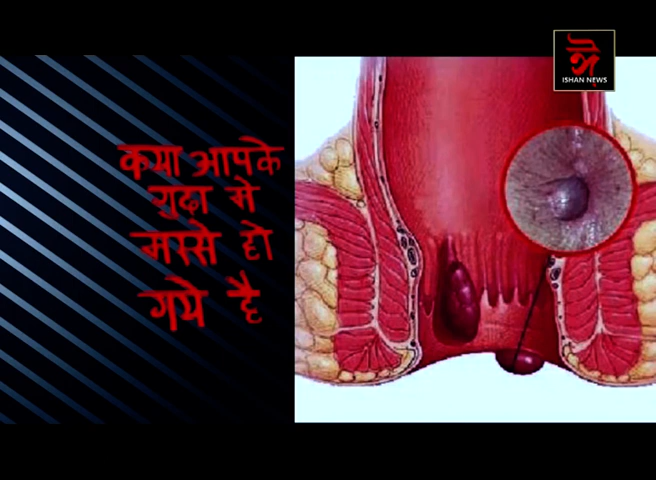 क्या आपके
गुदा मे
मस्से हो
गये है
ई
ISHAN NEWS